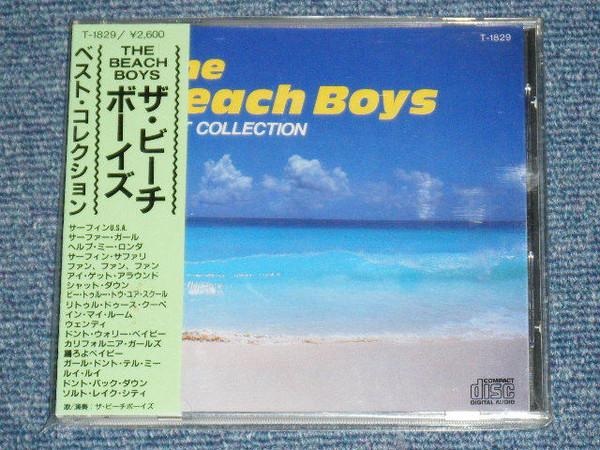 T-1829/ ¥2,600
THE
BEACH
BOYS
ザ・ビーチ
ボーイズ
ベスト・コレクション
サーフィンU.S.A.
サーファー・ガール
ヘルプ・ミー・ロンダ
サーフィン・サファリ
ファン、ファン、ファン
アイ・ゲット・アラウンド
シャット・ダウン
ビー・トゥルー・トゥ・ユア・スクール
リトゥル・ドゥース・クーペ
イン・マイ・ルーム
ウェンディ
ドント・ウォリー・ベイビー
カリフォルニア・ガールズ
踊ろよベイビー
ガール・ドント・テル・ミー
ルイ・ルイ
ドント・バック・ダウン
ソルト・レイク・シティ
歌/演奏：ザ・ビーチボーイズ
T-1829
he
each Boys
T COLLECTION
COMPACT
disc
DIGITAL AUDIO